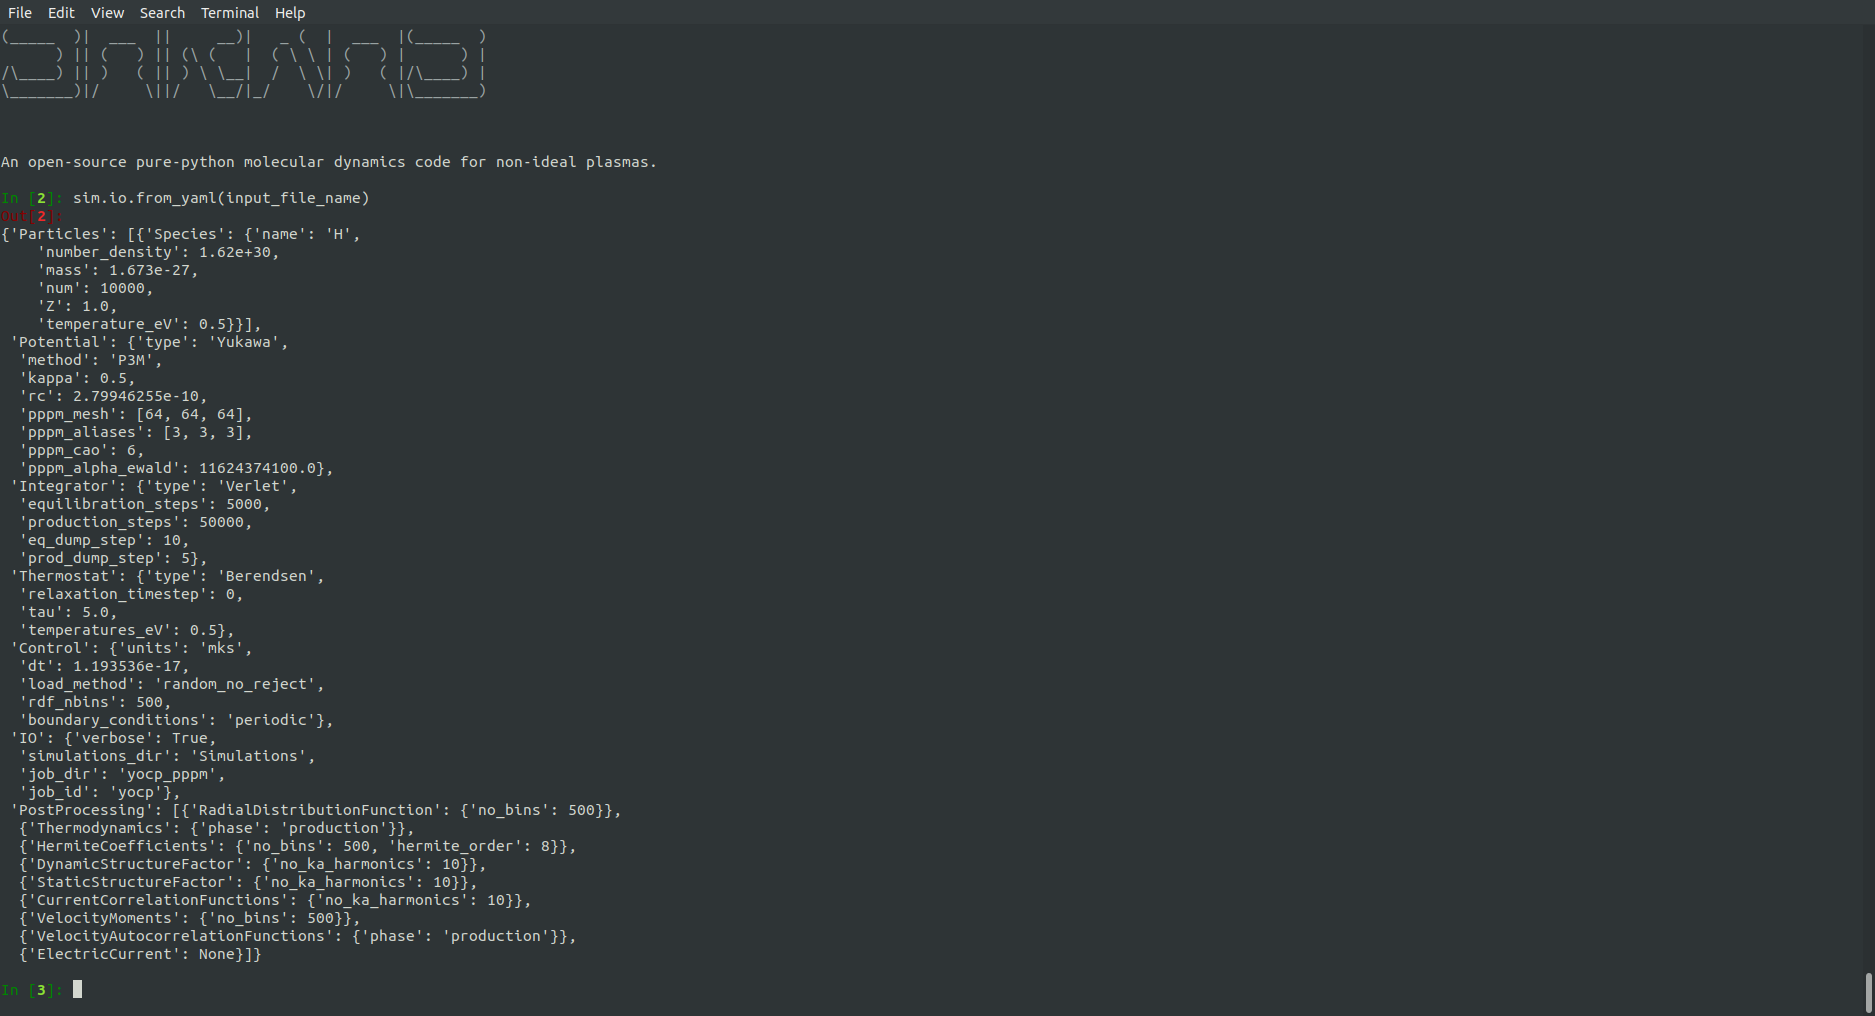 File Edit View Search Terminal Help
(_____  )|  ___  ||     __)|   _ (  |  ___  |(_____  )
      ) || (   ) || (\ (   |  ( \ \ | (   ) |      ) |
/\____) || )   ( || ) \ \__|  /  \ \| )   ( |/\____) |
\_______)|/     \||/   \__/|_/    \/|/     \|\_______)
An open-source pure-python molecular dynamics code for non-ideal plasmas.
In [2]: sim.io.from_yaml(input_file_name)
Out[2]:
{'Particles': [{'Species': {'name': 'H',
    'number_density': 1.62e+30,
    'mass': 1.673e-27,
    'num': 10000,
    'Z': 1.0,
    'temperature_eV': 0.5}}],
 'Potential': {'type': 'Yukawa',
  'method': 'P3M',
  'kappa': 0.5,
  'rc': 2.79946255e-10,
  'pppm_mesh': [64, 64, 64],
  'pppm_aliases': [3, 3, 3],
  'pppm_cao': 6,
  'pppm_alpha_ewald': 11624374100.0},
 'Integrator': {'type': 'Verlet',
  'equilibration_steps': 5000,
  'production_steps': 50000,
  'eq_dump_step': 10,
  'prod_dump_step': 5},
 'Thermostat': {'type': 'Berendsen',
  'relaxation_timestep': 0,
  'tau': 5.0,
  'temperatures_eV': 0.5},
 'Control': {'units': 'mks',
  'dt': 1.193536e-17,
  'load_method': 'random_no_reject',
  'rdf_nbins': 500,
  'boundary_conditions': 'periodic'},
 'IO': {'verbose': True,
  'simulations_dir': 'Simulations',
  'job_dir': 'yocp_pppm',
  'job_id': 'yocp'},
 'PostProcessing': [{'RadialDistributionFunction': {'no_bins': 500}},
  {'Thermodynamics': {'phase': 'production'}},
  {'HermiteCoefficients': {'no_bins': 500, 'hermite_order': 8}},
  {'DynamicStructureFactor': {'no_ka_harmonics': 10}},
  {'StaticStructureFactor': {'no_ka_harmonics': 10}},
  {'CurrentCorrelationFunctions': {'no_ka_harmonics': 10}},
  {'VelocityMoments': {'no_bins': 500}},
  {'VelocityAutocorrelationFunctions': {'phase': 'production'}},
  {'ElectricCurrent': None}]}
In [3]: